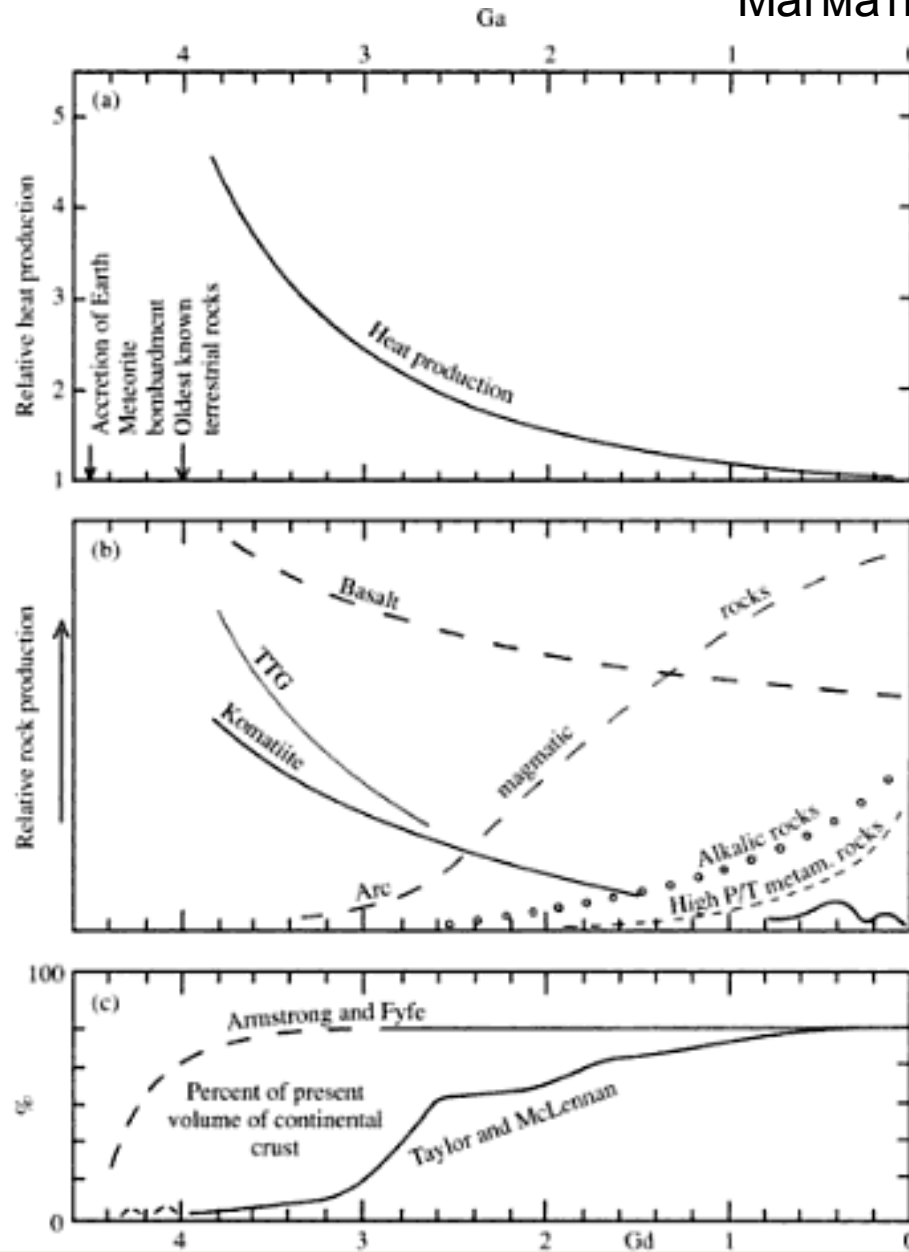 Магмати
Ga
4 3 2 1
(a)
5
4
3
2
1
Relative heat production
Accretion of Earth
Meteorite
bombardment
Oldest known
terrestrial rocks
Heat production
(b)
Relative rock production
Basalt
TTG
Komatiite
Arc
magmatic
rocks
Alkalic rocks
High P/T metam. rocks
100
(c)
%
0
Armstrong and Fyfe
Percent of present
volume of continental
crust
Taylor and McLennan
4 3 2 Gd 1